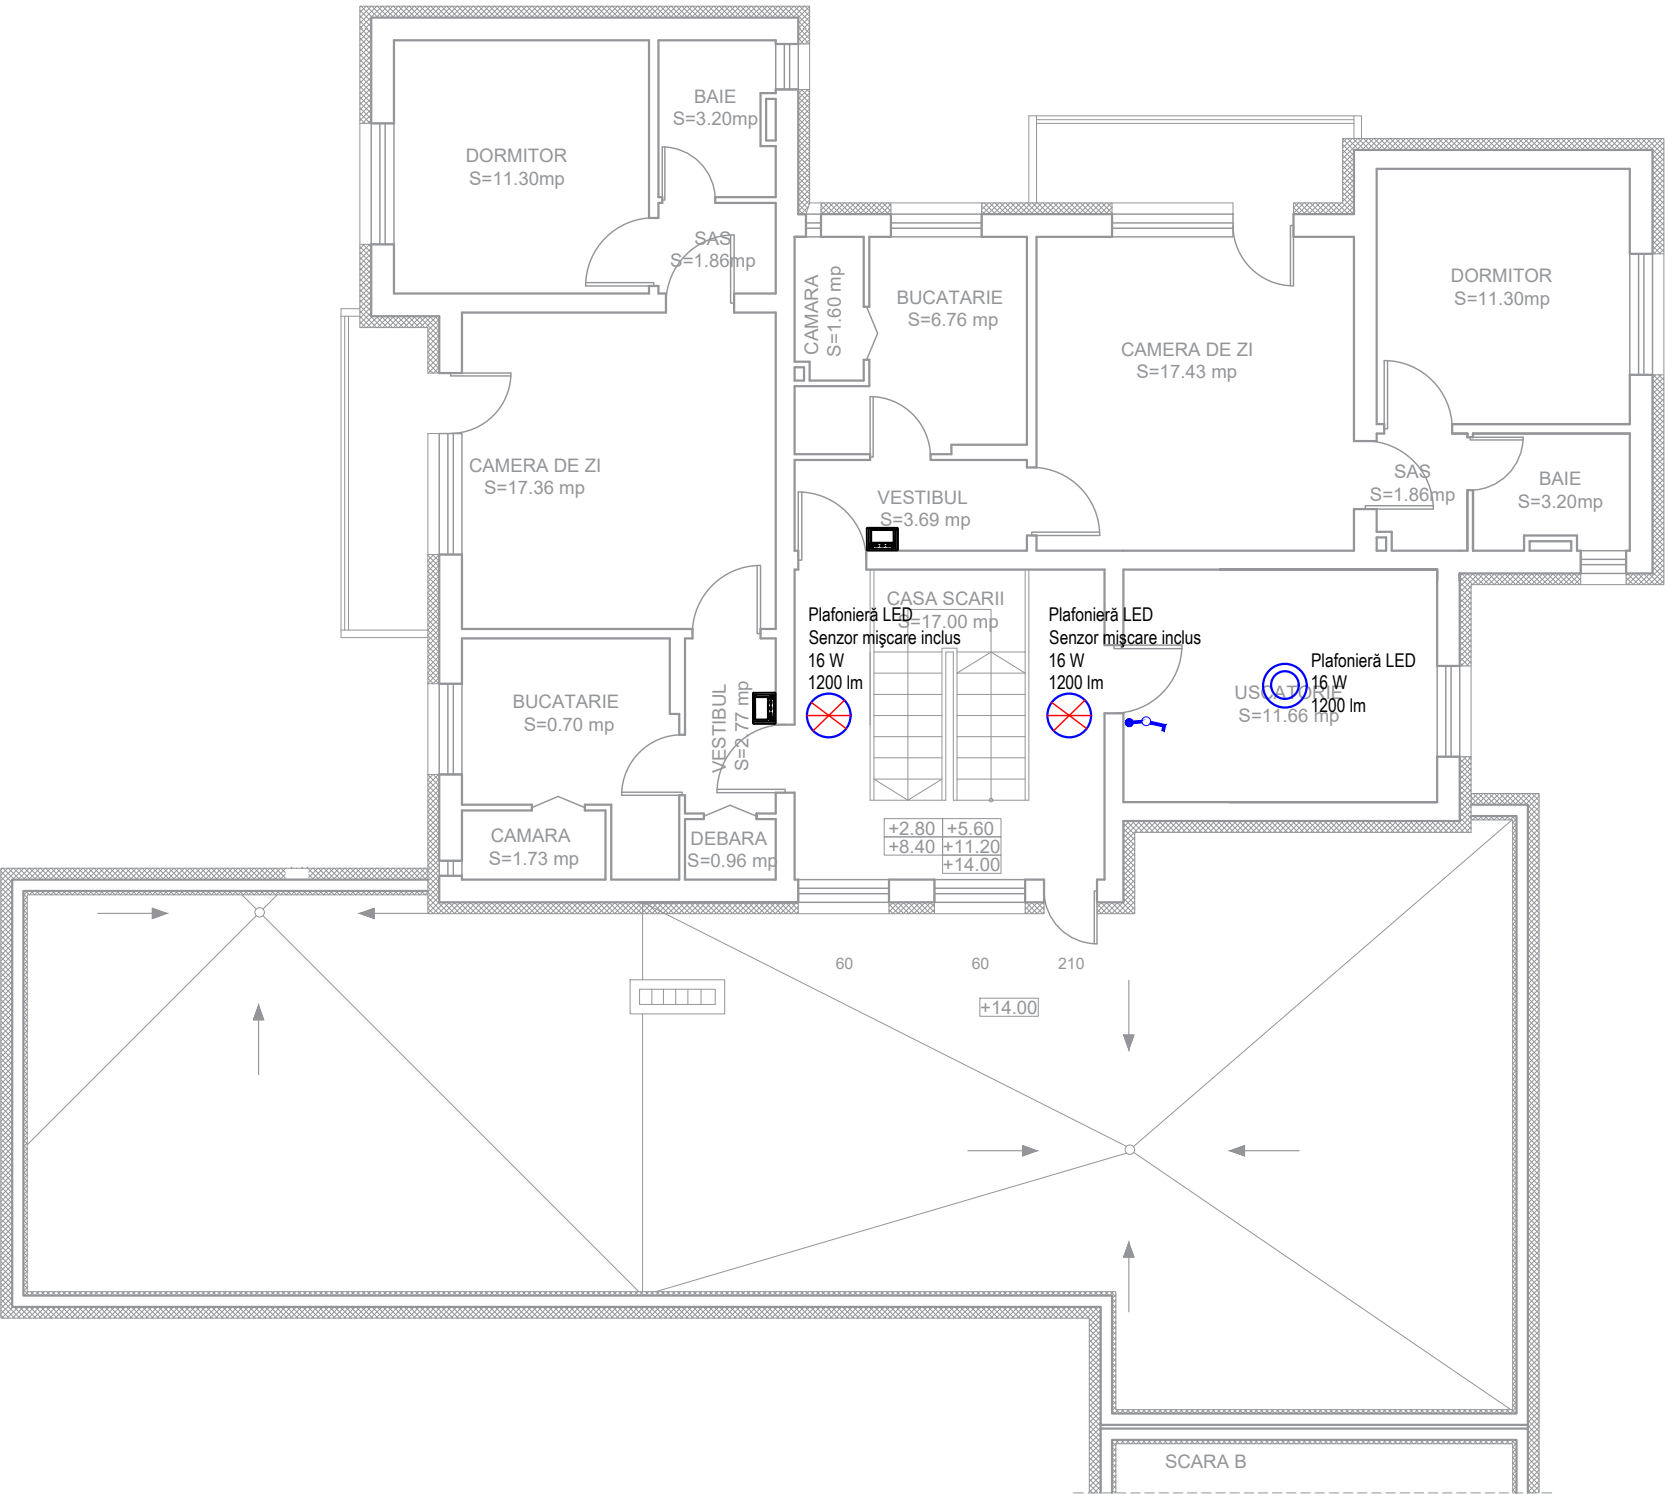 BAIE
S=3.20mp
DORMITOR
S=11.30mp
SAS
S=1.86mp
CAMARA
S=1.60 mp
BUCATARIE
S=6.76 mp
CAMERA DE ZI
S=17.43 mp
DORMITOR
S=11.30mp
CAMERA DE ZI
S=17.36 mp
VESTIBUL
S=3.69 mp
SAS
S=1.86mp
BAIE
S=3.20mp
CASA SCARII
S=17.00 mp
Plafonieră LED
Senzor mișcare inclus
16 W
1200 lm
Plafonieră LED
Senzor mișcare inclus
16 W
1200 lm
Plafonieră LED
16 W
1200 lm
USCATORIE
S=11.66 mp
BUCATARIE
S=0.70 mp
VESTIBUL
S=2.77 mp
CAMARA
S=1.73 mp
DEBARA
S=0.96 mp
+2.80 +5.60
+8.40 +11.20
+14.00
60 60 210
+14.00
SCARA B